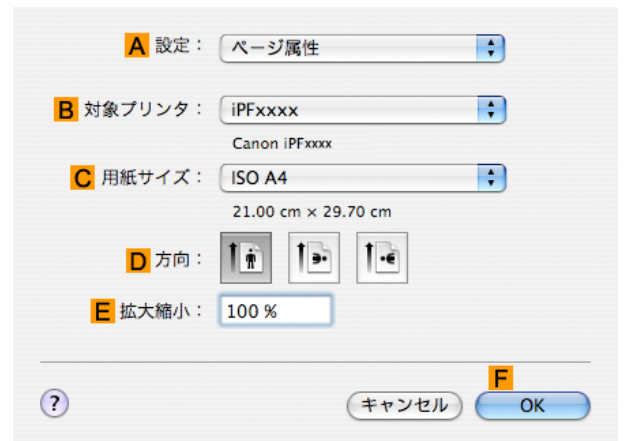 A 設定： ページ属性
B 対象プリンタ： iPFxxxx
Canon iPFxxxx
C 用紙サイズ： ISO A4
21.00 cm × 29.70 cm
D 方向：
E 拡大縮小： 100 %
F
? キャンセル OK